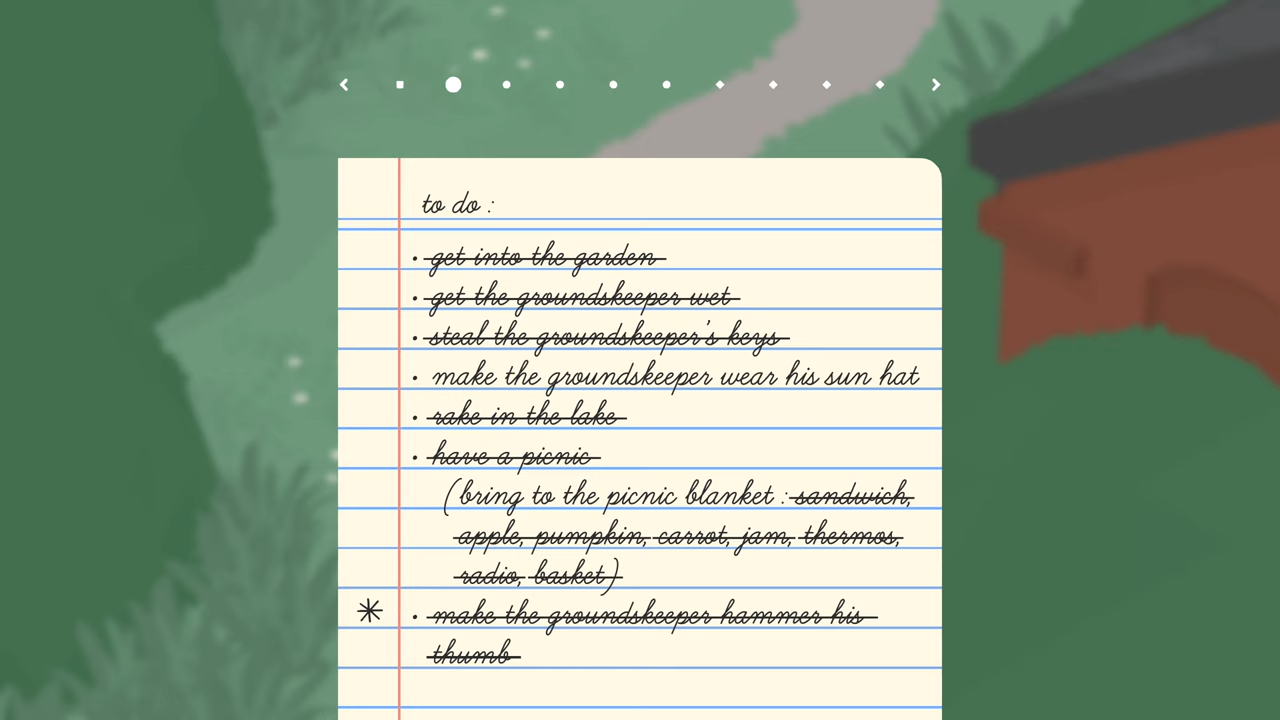 to do :
• get into the garden
• get the groundskeeper wet
• steal the groundskeeper's keys
• make the groundskeeper wear his sun hat
• rake in the lake
• have a picnic
(bring to the picnic blanket : sandwich,
apple, pumpkin, carrot, jam, thermos,
radio, basket)
• make the groundskeeper hammer his
thumb